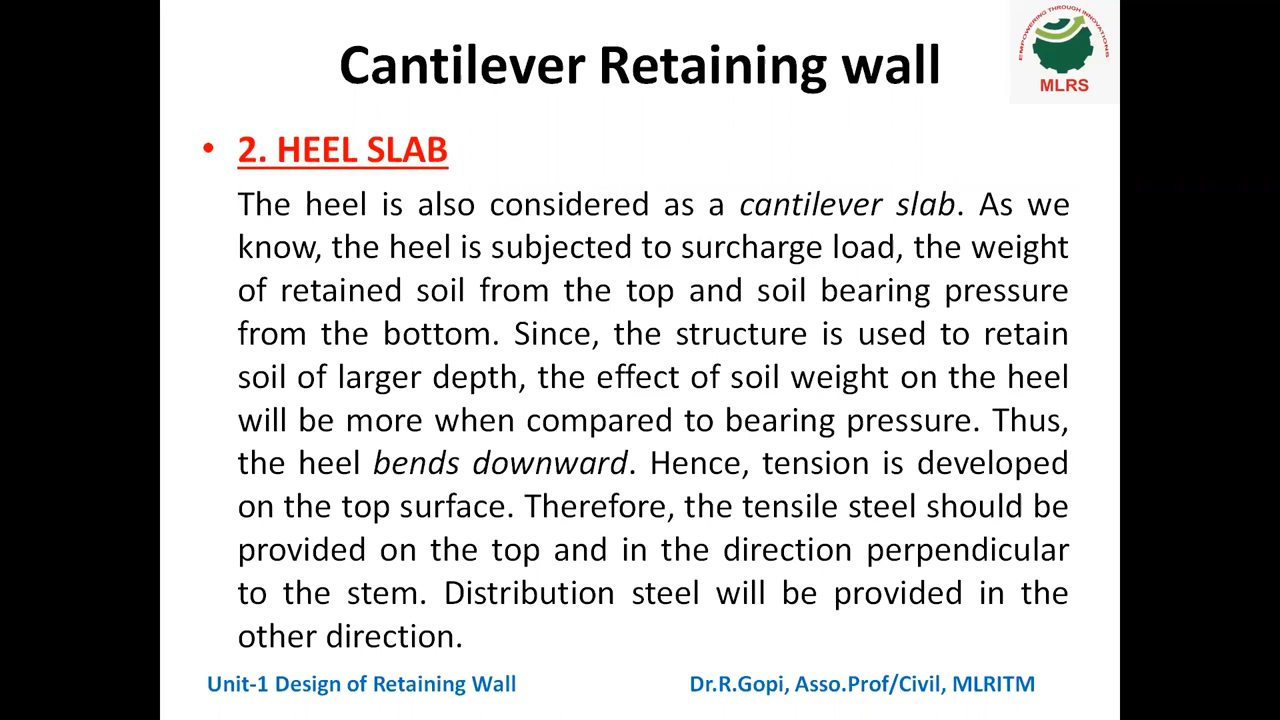 Cantilever Retaining wall
EMPOWERING THROUGH INNOVATIONS
MLRS
• 2. HEEL SLAB
The heel is also considered as a cantilever slab. As we
know, the heel is subjected to surcharge load, the weight
of retained soil from the top and soil bearing pressure
from the bottom. Since, the structure is used to retain
soil of larger depth, the effect of soil weight on the heel
will be more when compared to bearing pressure. Thus,
the heel bends downward. Hence, tension is developed
on the top surface. Therefore, the tensile steel should be
provided on the top and in the direction perpendicular
to the stem. Distribution steel will be provided in the
other direction.
Unit-1 Design of Retaining Wall
Dr.R.Gopi, Asso.Prof/Civil, MLRITM